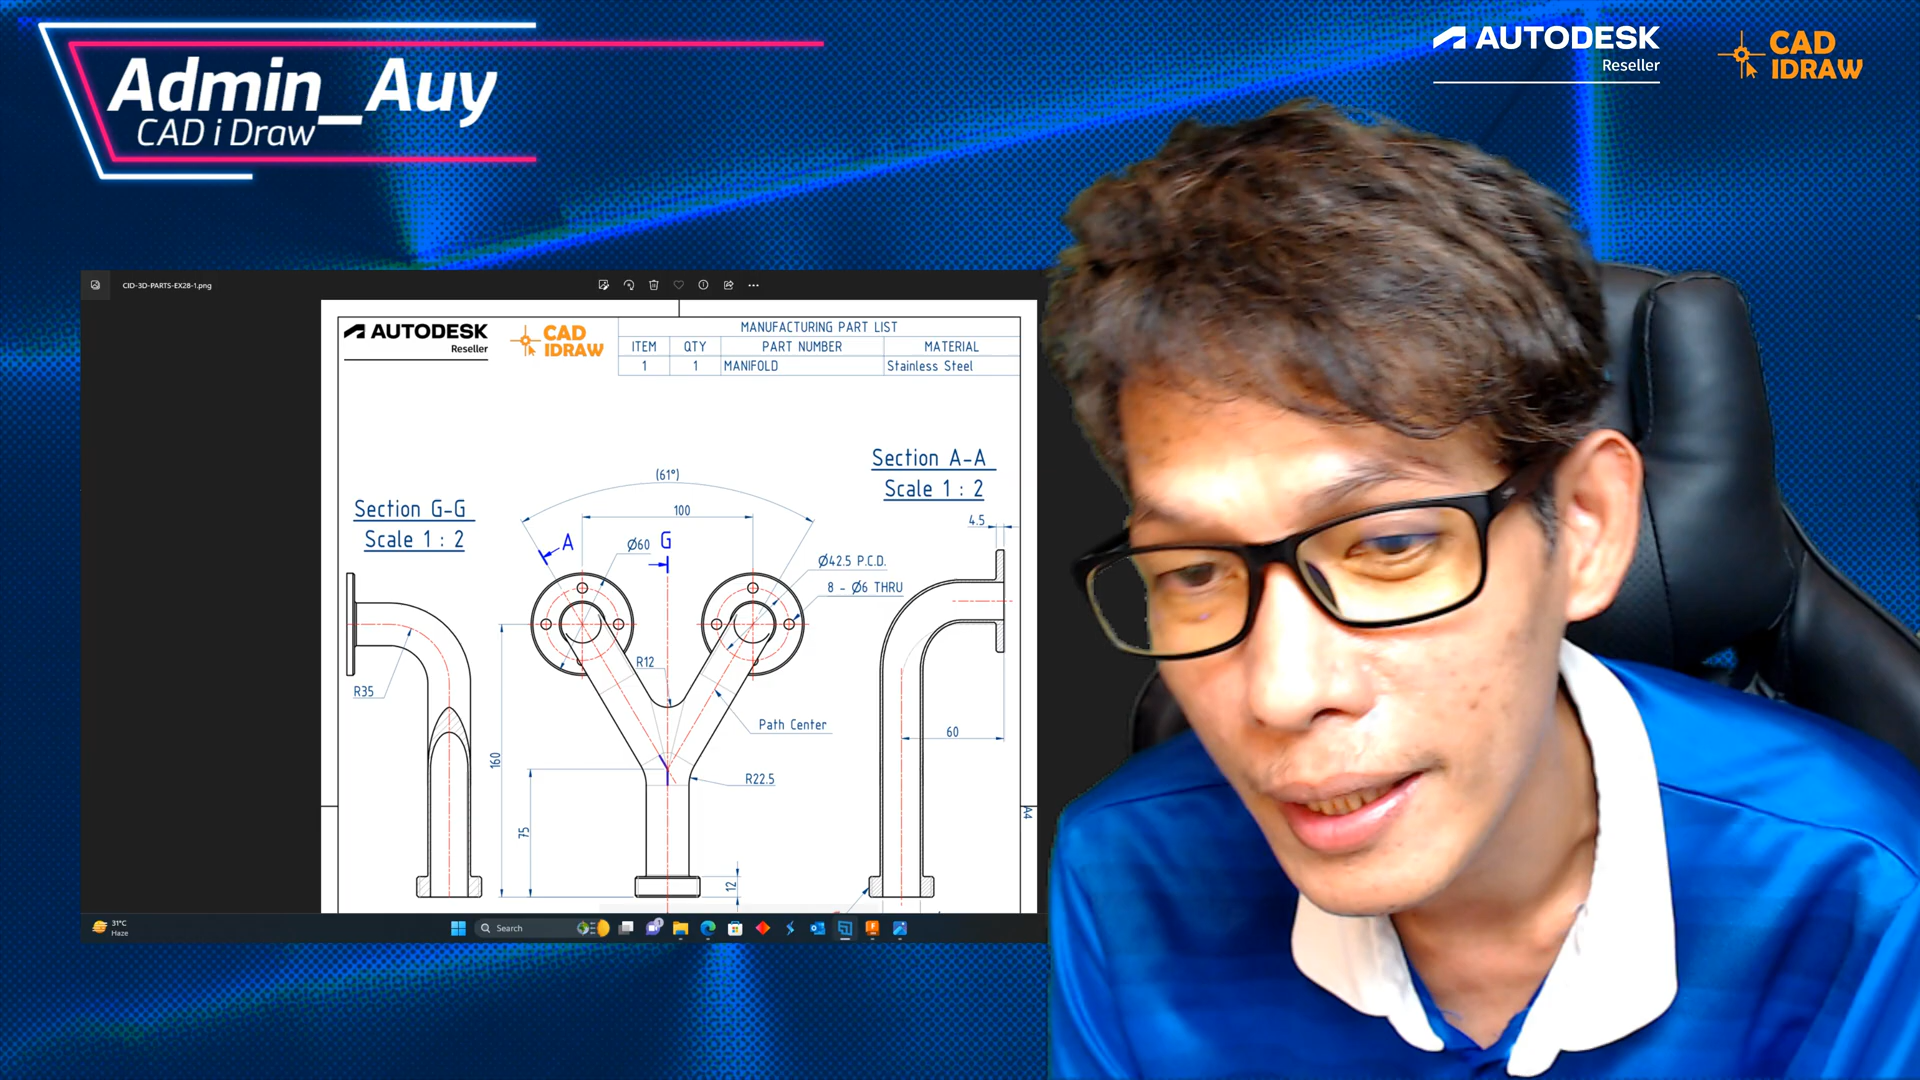 Admin_Auy
CAD i Draw
AUTODESK
Reseller
CAD
IDRAW
CID-3D-PARTS-EX28-1.png
AUTODESK
Reseller
CAD
IDRAW
MANUFACTURING PART LIST
ITEM QTY PART NUMBER MATERIAL
1 1 MANIFOLD Stainless Steel
Section G-G
Scale 1 : 2
Section A-A
Scale 1 : 2
(61°)
100
4.5
A
Ø60
G
Ø42.5 P.C.D.
8 - Ø6 THRU
R12
R35
Path Center
60
160
R22.5
75
12
A4
31°C
Haze
Search